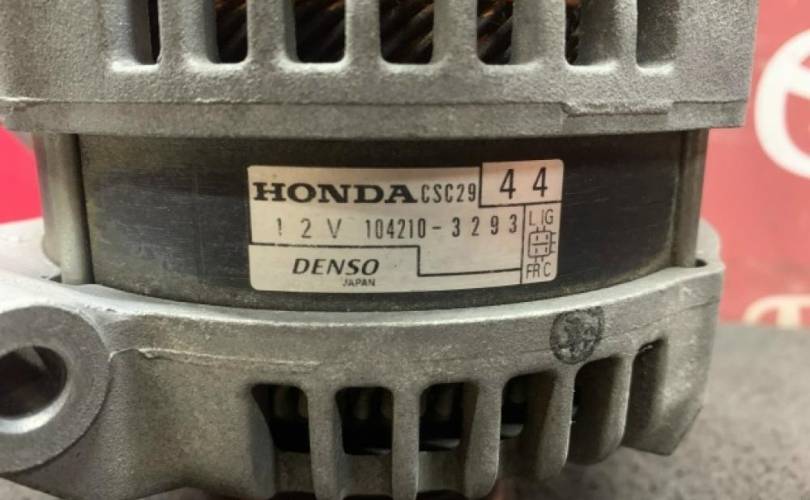 HONDA CSC29 44
12V 104210-3293 L IG
DENSO FR C
JAPAN